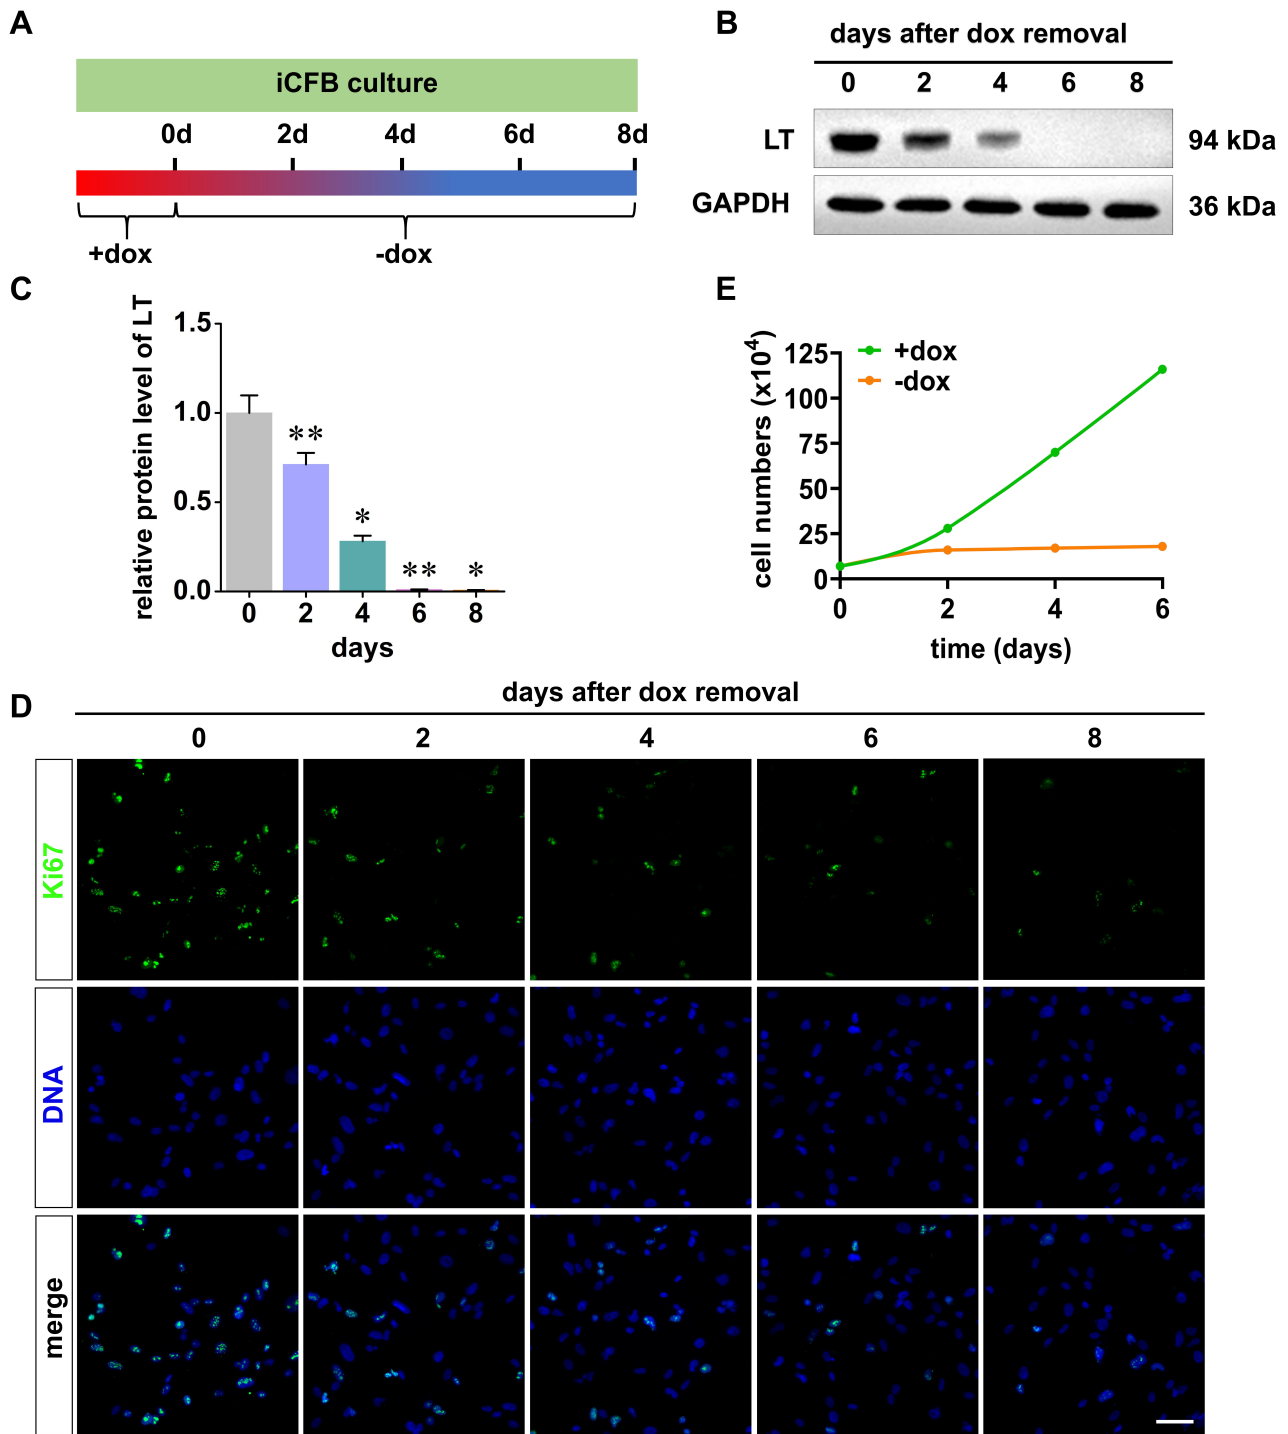 A
iCFB culture
0d 2d 4d 6d 8d
+dox -dox
B
days after dox removal
0 2 4 6 8
LT 94 kDa
GAPDH 36 kDa
C
relative protein level of LT
1.5
1.0
0.5
0.0
** * ** *
0 2 4 6 8
days
E
cell numbers (x10⁴)
125
100
75
50
25
0
+dox
-dox
0 2 4 6
time (days)
D
days after dox removal
0 2 4 6 8
Ki67
DNA
merge